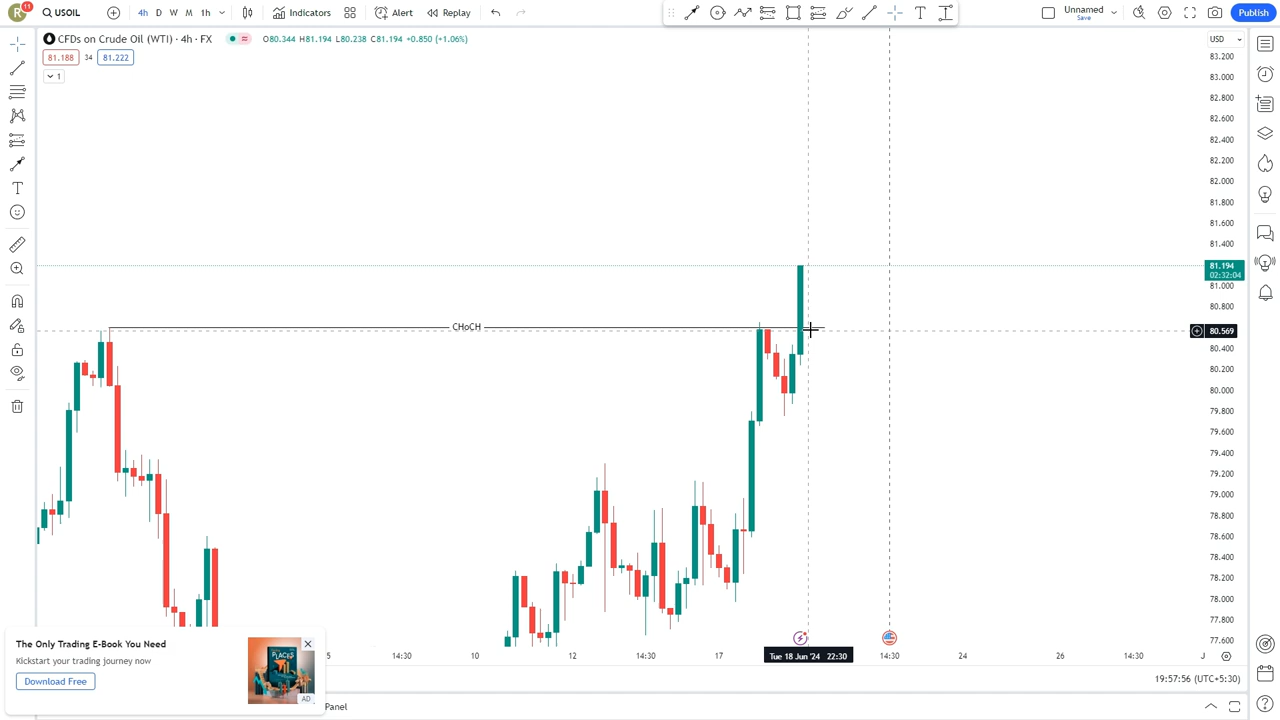 R 11 USOIL 4h D W M 1h Indicators Alert Replay Unnamed Save Publish
CFDs on Crude Oil (WTI) · 4h · FX O80.344 H81.194 L80.238 C81.194 +0.850 (+1.06%) USD
81.188 34 81.222
1
83.200
83.000
82.800
82.600
82.400
82.200
82.000
81.800
81.600
81.400
81.194
02:32:04
81.000
80.800
CHoCH
80.569
80.400
80.200
80.000
79.800
79.600
79.400
79.200
79.000
78.800
78.600
78.400
78.200
78.000
77.800
77.600
The Only Trading E-Book You Need
Kickstart your trading journey now
Download Free
AD
5 14:30 10 12 14:30 17 Tue 18 Jun '24 22:30 14:30 24 26 14:30 J
19:57:56 (UTC+5:30)
Panel